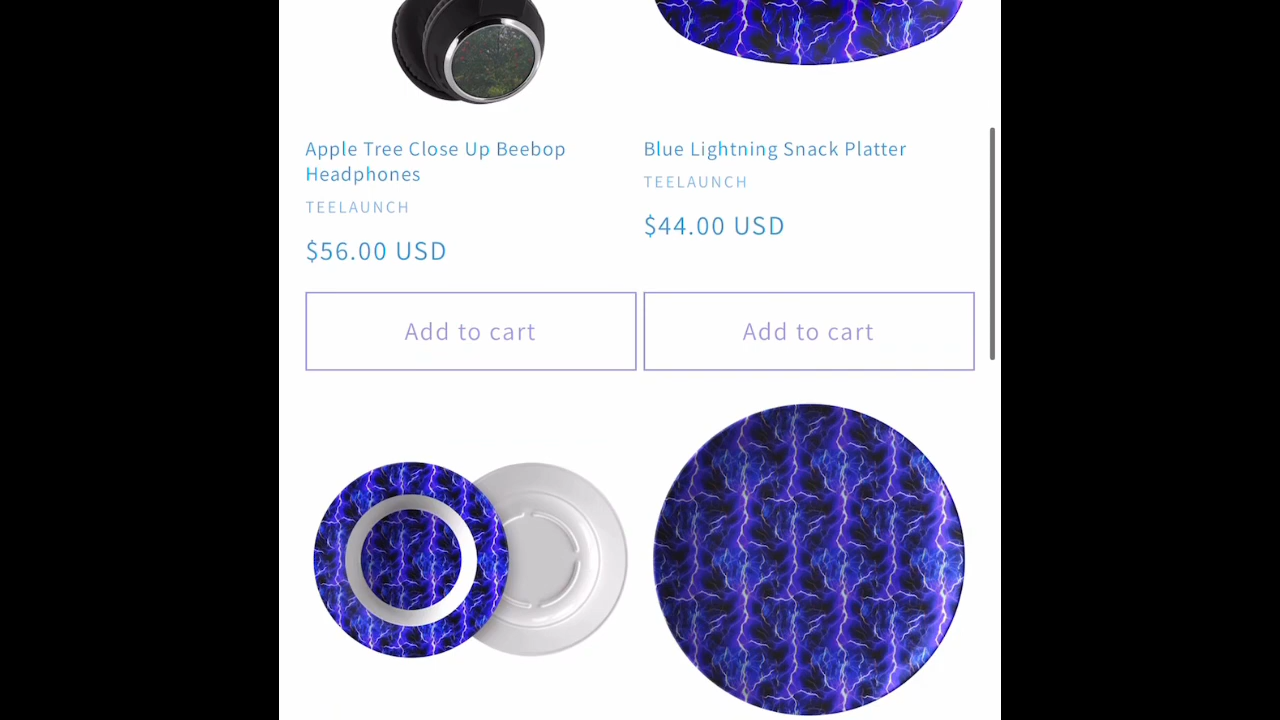 Apple Tree Close Up Beebop
Headphones
TEELAUNCH
$56.00 USD
Add to cart
Blue Lightning Snack Platter
TEELAUNCH
$44.00 USD
Add to cart